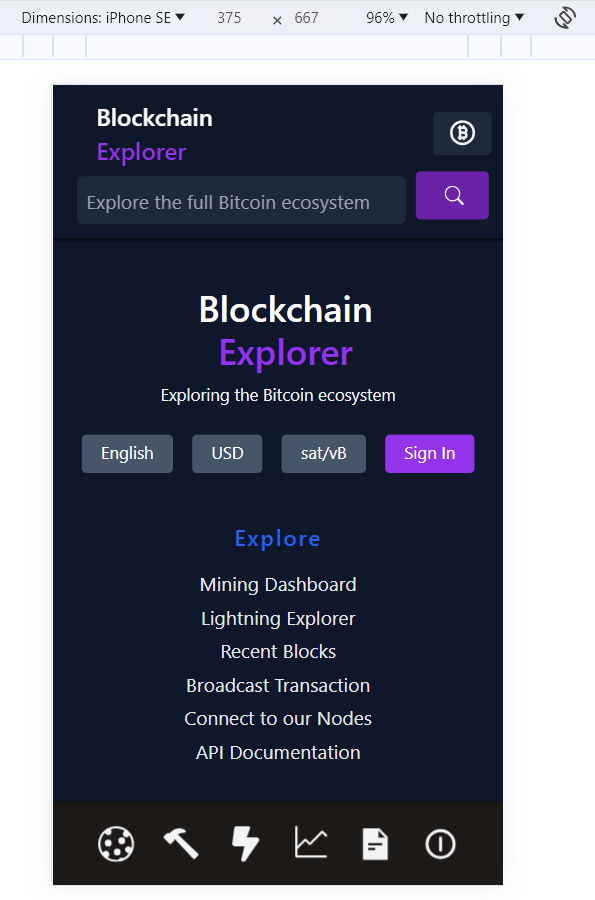 Dimensions: iPhone SE ▼ 375 × 667 96% ▼ No throttling ▼
Blockchain
Explorer
Explore the full Bitcoin ecosystem
Blockchain
Explorer
Exploring the Bitcoin ecosystem
English USD sat/vB Sign In
Explore
Mining Dashboard
Lightning Explorer
Recent Blocks
Broadcast Transaction
Connect to our Nodes
API Documentation